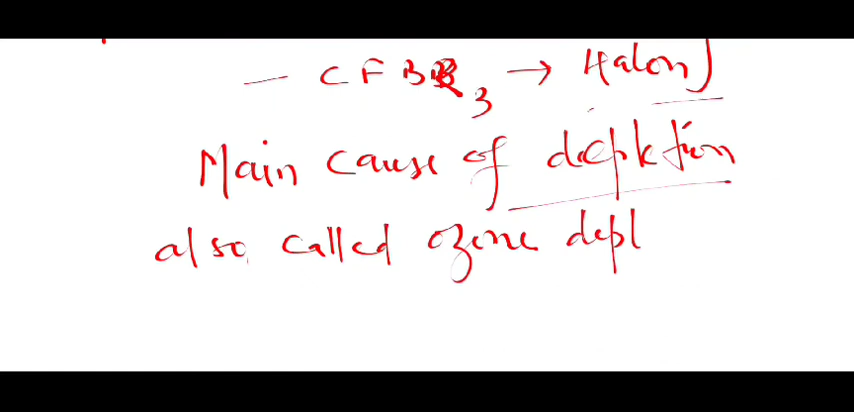 — CFBR3 → Halon)
Main cause of depletion
also called ozone depl